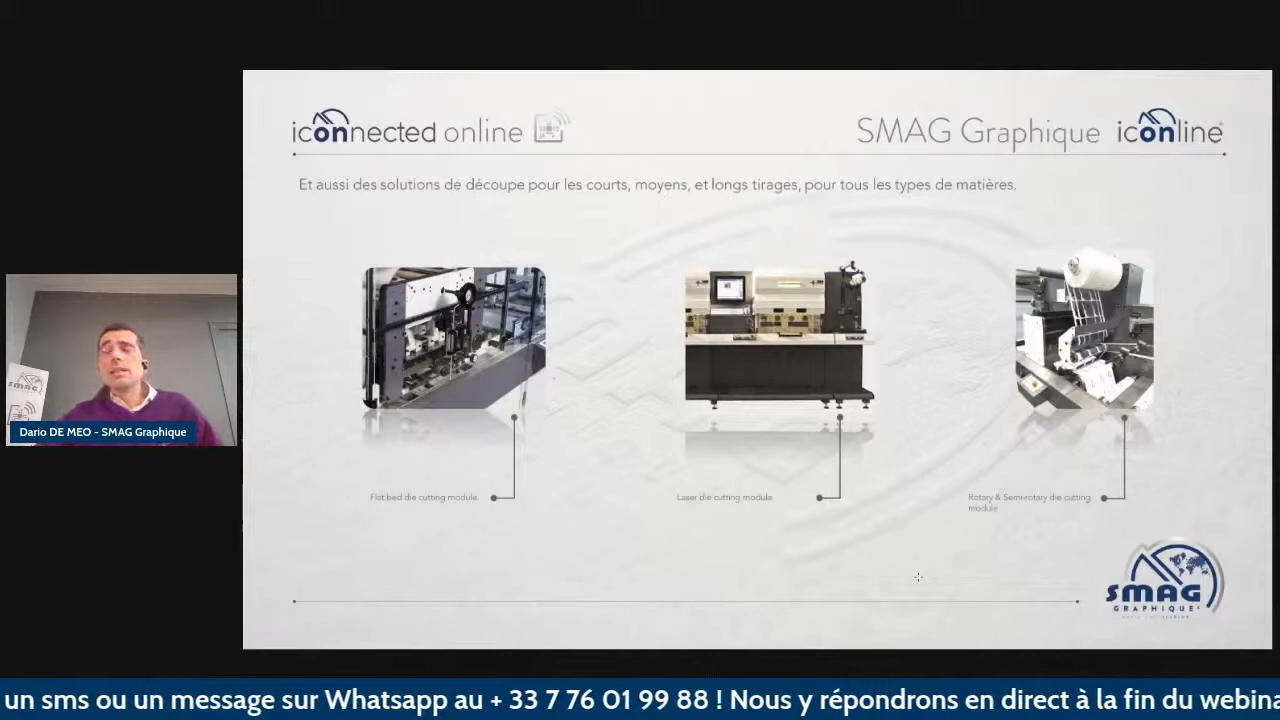 iconnected online
SMAG Graphique iconline
Et aussi des solutions de découpe pour les courts, moyens, et longs tirages, pour tous les types de matières.
SMAG
Dario DE MEO - SMAG Graphique
Flat bed die cutting module
Laser die cutting module
Rotary & Semi-rotary die cutting
module
SMAG
GRAPHIQUE
un sms ou un message sur Whatsapp au + 33 7 76 01 99 88 ! Nous y répondrons en direct à la fin du webina